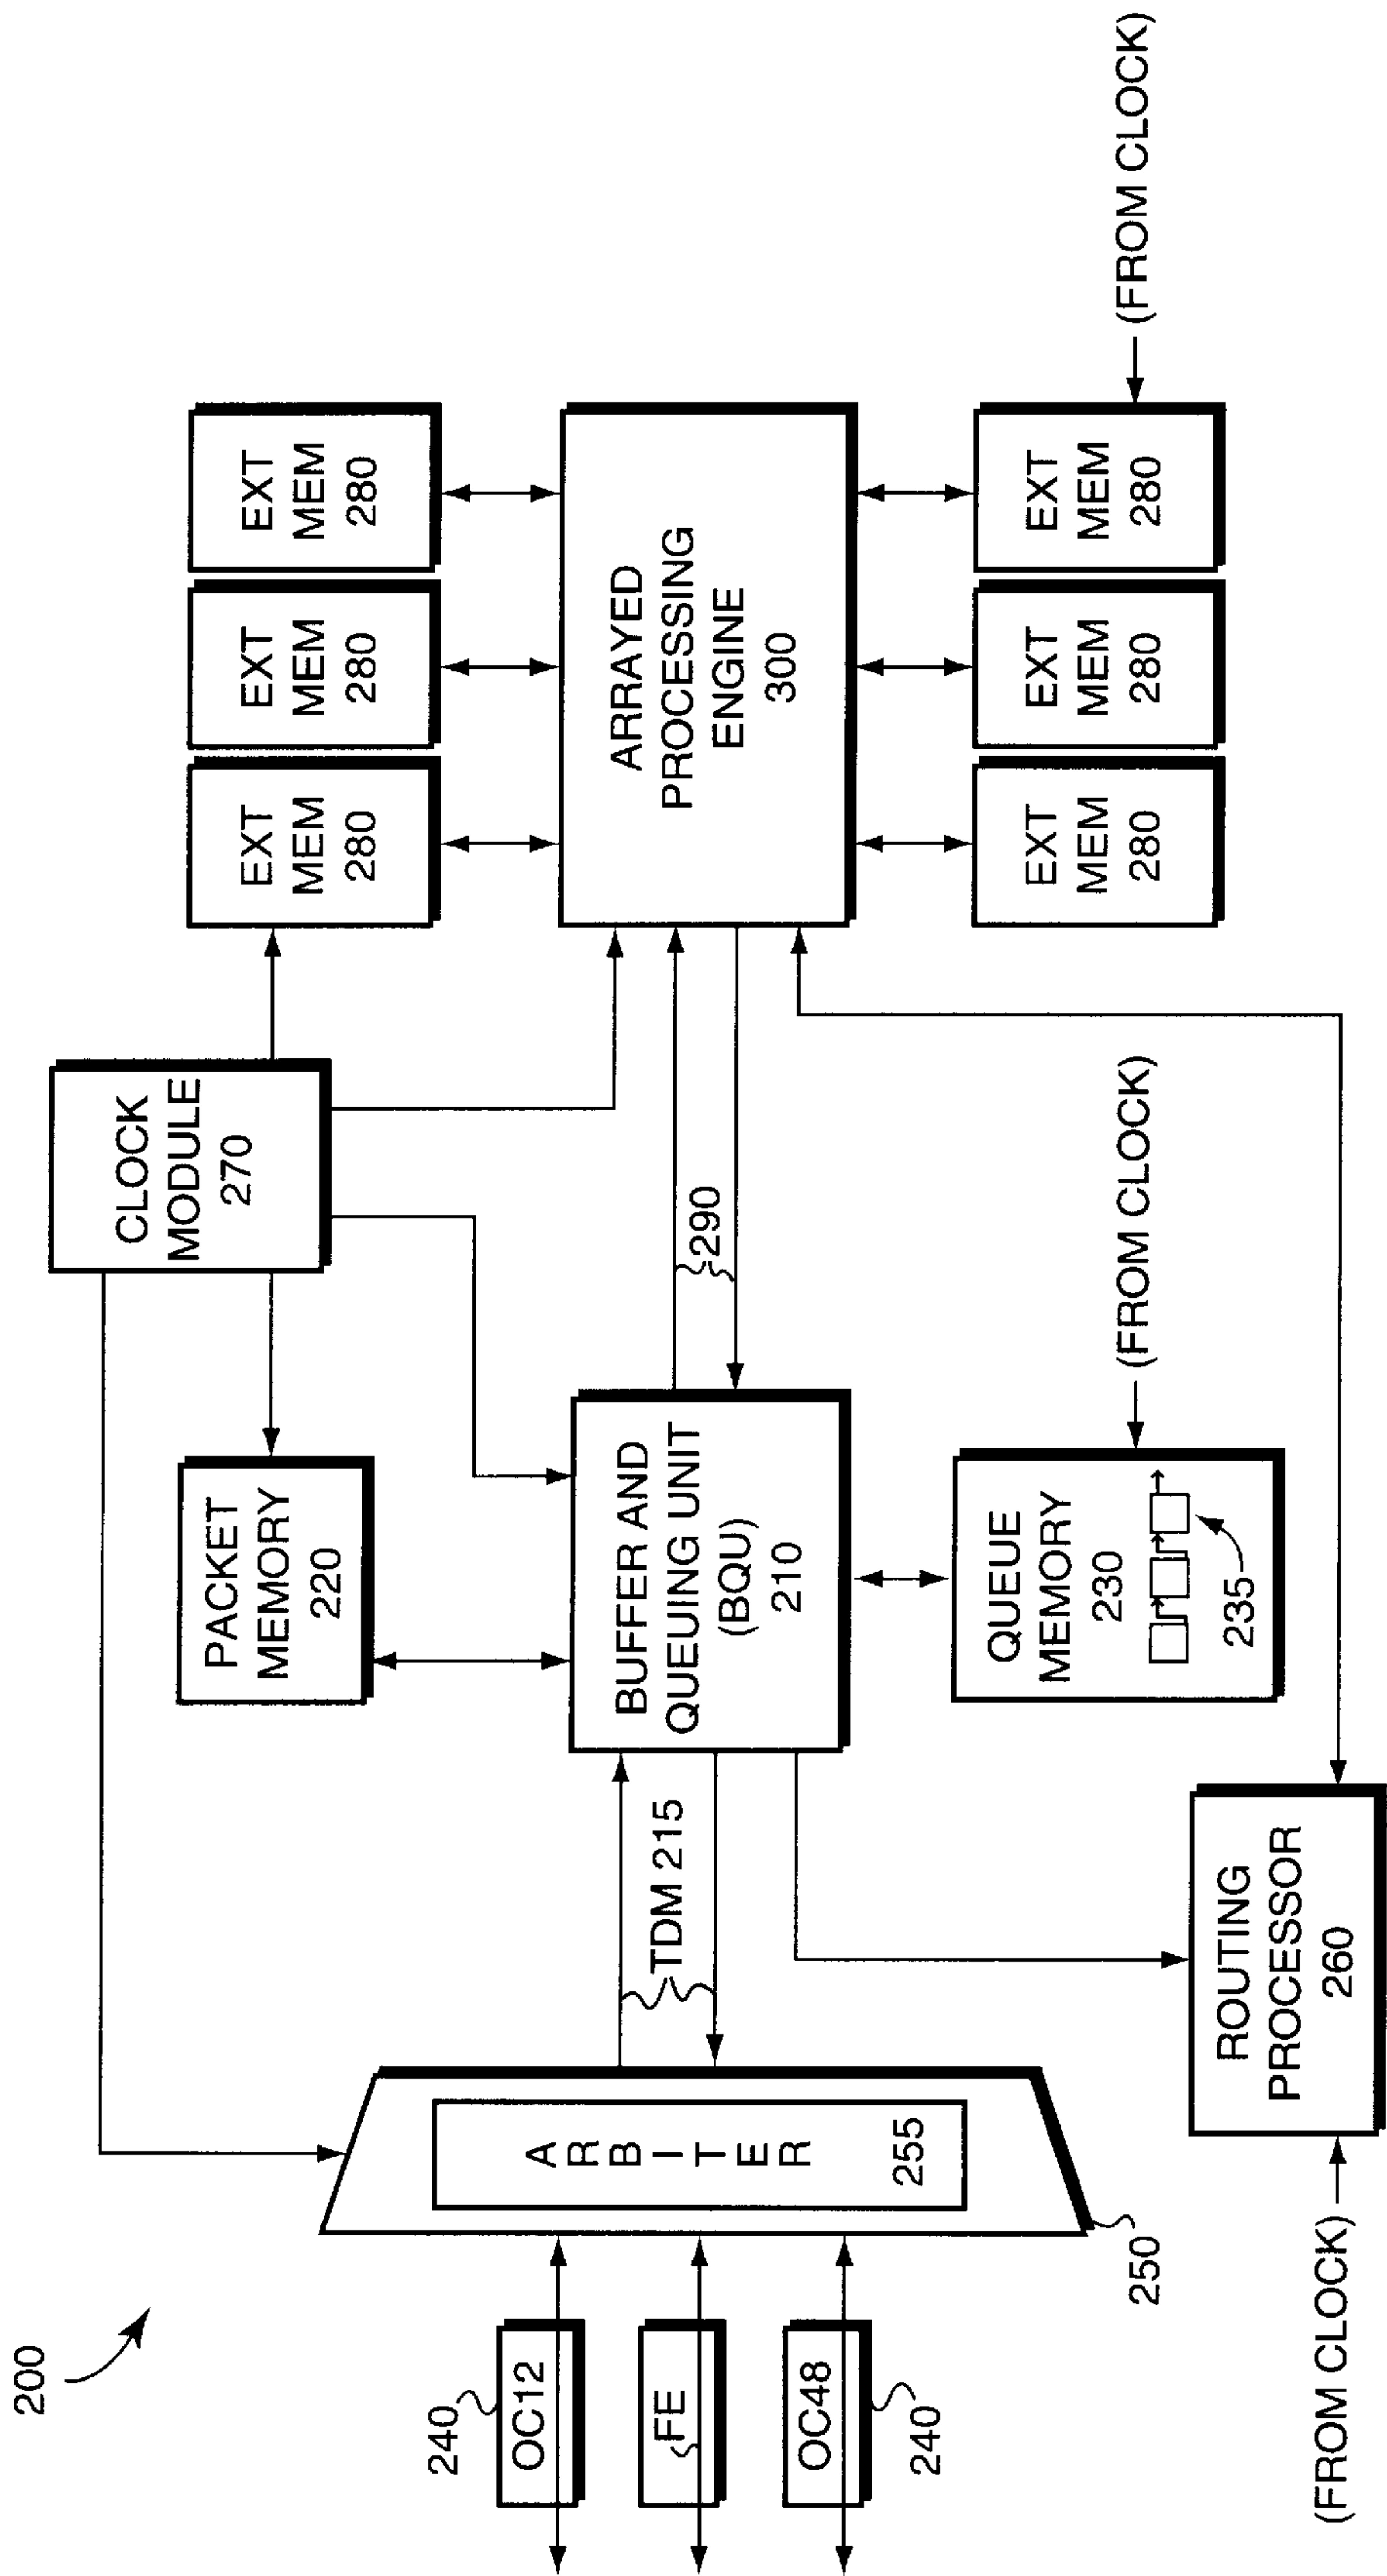 200
CLOCK
MODULE
270
PACKET
MEMORY
220
EXT
MEM
280
EXT
MEM
280
EXT
MEM
280
240
OC12
FE
OC48
240
ARBITER
255
250
TDM 215
BUFFER AND
QUEUING UNIT
(BQU)
210
290
ARRAYED
PROCESSING
ENGINE
300
QUEUE
MEMORY
230
235
(FROM CLOCK)
EXT
MEM
280
EXT
MEM
280
EXT
MEM
280
(FROM CLOCK)
ROUTING
PROCESSOR
260
(FROM CLOCK)